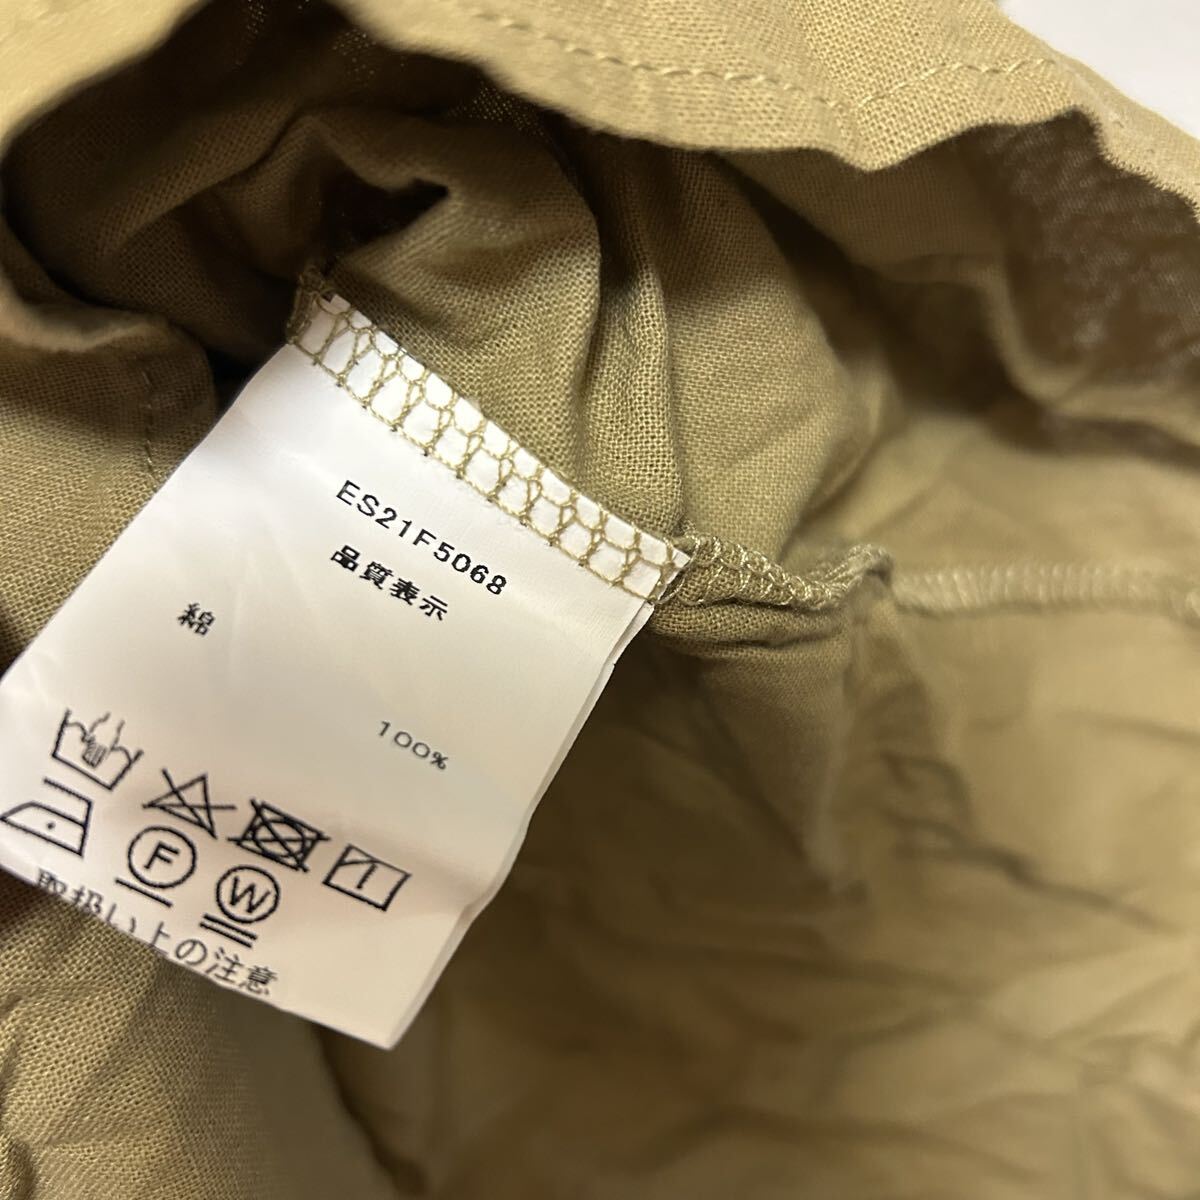 ES21F5068
品質表示
綿 100%
F W
取扱い上の注意